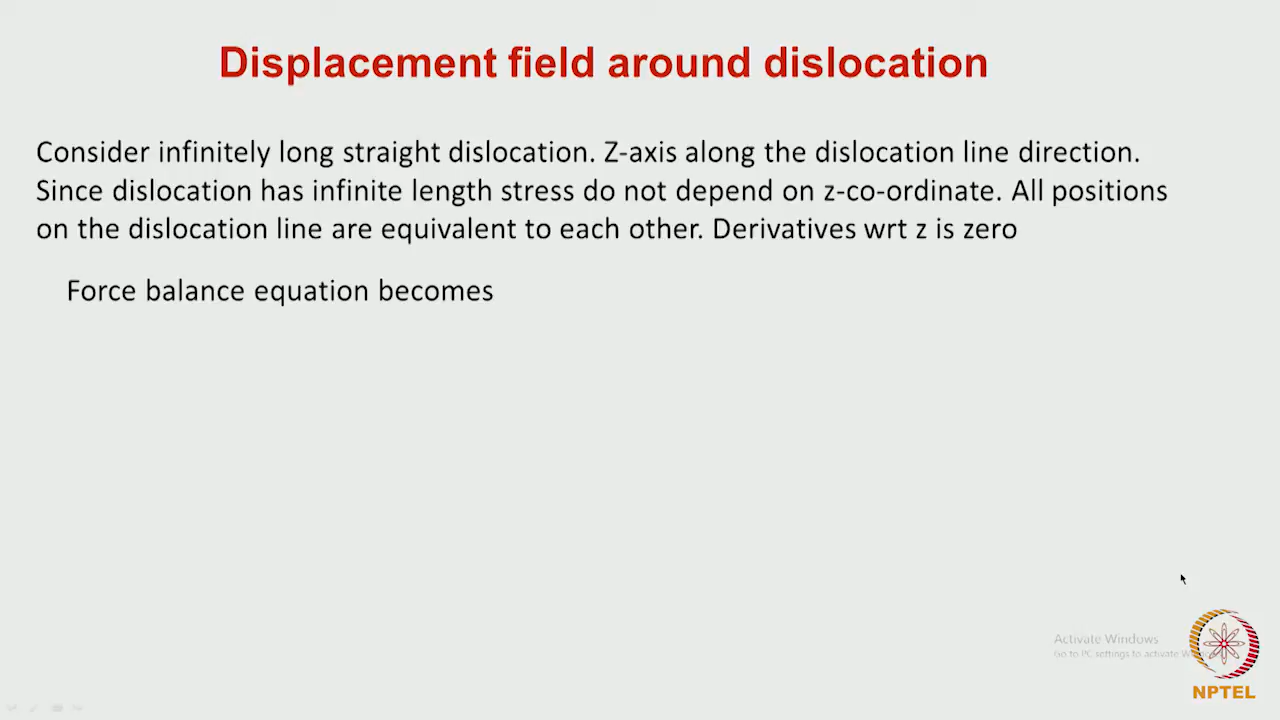 Displacement field around dislocation
Consider infinitely long straight dislocation. Z-axis along the dislocation line direction.
Since dislocation has infinite length stress do not depend on z-co-ordinate. All positions
on the dislocation line are equivalent to each other. Derivatives wrt z is zero
Force balance equation becomes
Activate Windows
Go to PC settings to activate
NPTEL